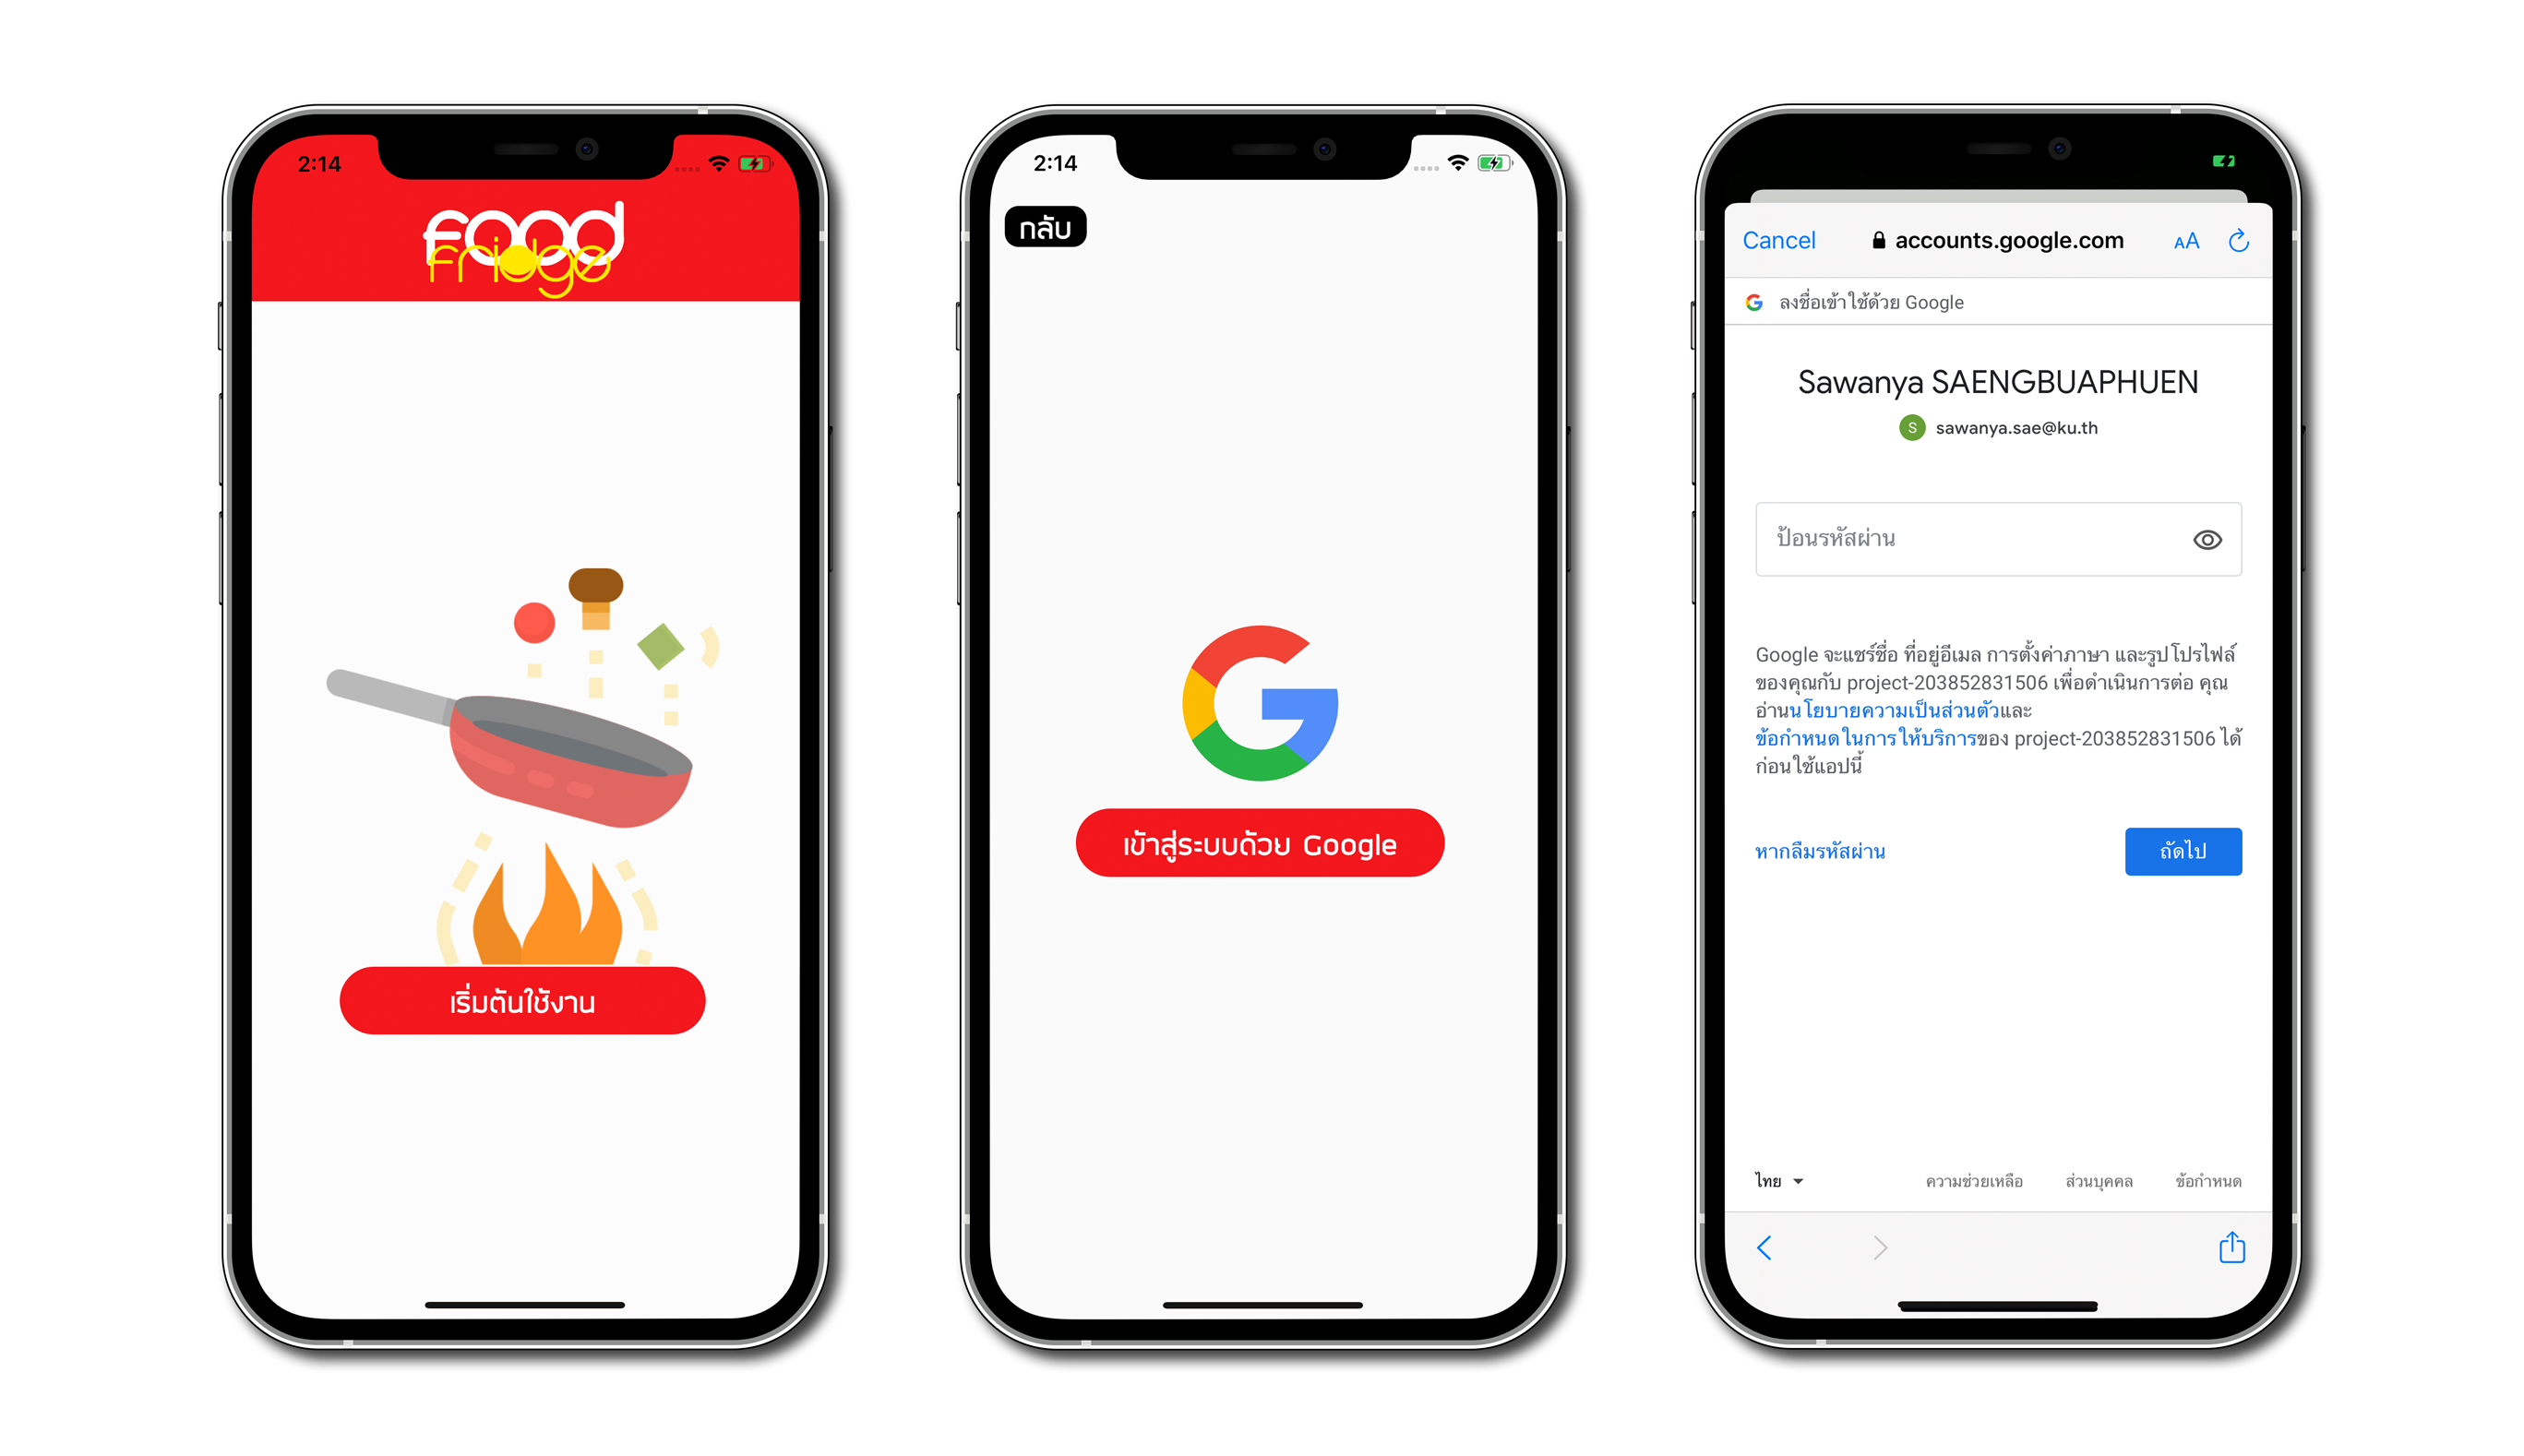 2:14
food
fridge
เริ่มต้นใช้งาน
2:14
กลับ
เข้าสู่ระบบด้วย Google
Cancel
accounts.google.com
AA
ลงชื่อเข้าใช้ด้วย Google
Sawanya SAENGBUAPHUEN
S
sawanya.sae@ku.th
ป้อนรหัสผ่าน
Google จะแชร์ชื่อ ที่อยู่อีเมล การตั้งค่าภาษา และรูปโปรไฟล์
ของคุณกับ project-203852831506 เพื่อดำเนินการต่อ คุณ
อ่านนโยบายความเป็นส่วนตัวและ
ข้อกำหนดในการให้บริการของ project-203852831506 ได้
ก่อนใช้แอปนี้
หากลืมรหัสผ่าน
ถัดไป
ไทย
ความช่วยเหลือ
ส่วนบุคคล
ข้อกำหนด